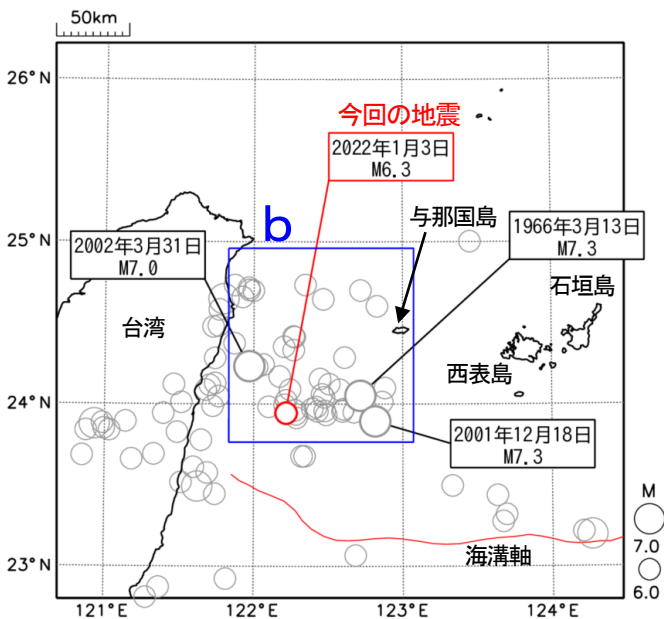 50km
26°N
今回の地震
2022年1月3日
M6.3
b
与那国島
1966年3月13日
M7.3
25°N
2002年3月31日
M7.0
石垣島
台湾
西表島
24°N
2001年12月18日
M7.3
M
7.0
海溝軸
23°N
6.0
121°E
122°E
123°E
124°E